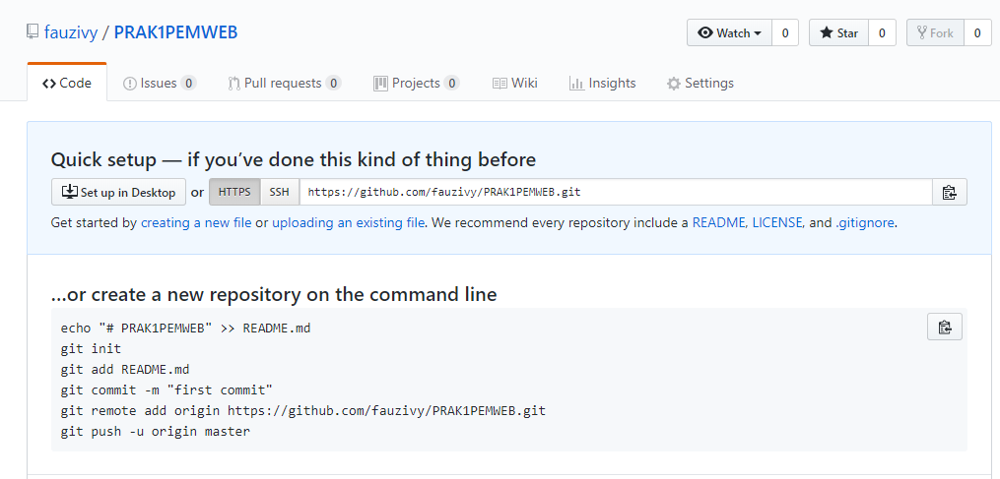 fauzivy / PRAK1PEMWEB
Watch 0 Star 0 Fork 0
Code Issues 0 Pull requests 0 Projects 0 Wiki Insights Settings
Quick setup — if you've done this kind of thing before
Set up in Desktop or HTTPS SSH https://github.com/fauzivy/PRAK1PEMWEB.git
Get started by creating a new file or uploading an existing file. We recommend every repository include a README, LICENSE, and .gitignore.
…or create a new repository on the command line
echo "# PRAK1PEMWEB" >> README.md
git init
git add README.md
git commit -m "first commit"
git remote add origin https://github.com/fauzivy/PRAK1PEMWEB.git
git push -u origin master